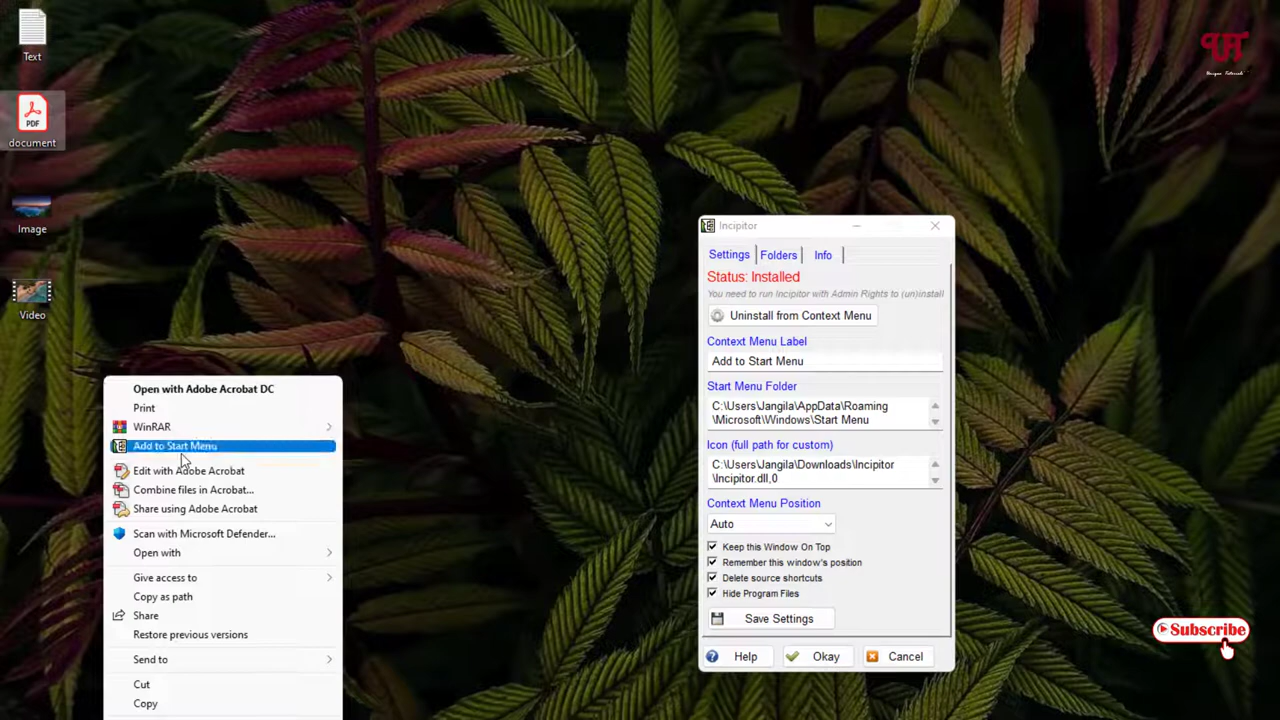 Text
PDF
document
Image
Video
Open with Adobe Acrobat DC
Print
WinRAR
Add to Start Menu
Edit with Adobe Acrobat
Combine files in Acrobat...
Share using Adobe Acrobat
Scan with Microsoft Defender...
Open with
Give access to
Copy as path
Share
Restore previous versions
Send to
Cut
Copy
Incipitor
Settings
Folders
Info
Status: Installed
You need to run Incipitor with Admin Rights to (un)install
Uninstall from Context Menu
Context Menu Label
Add to Start Menu
Start Menu Folder
C:\Users\Jangila\AppData\Roaming
\Microsoft\Windows\Start Menu
Icon (full path for custom)
C:\Users\Jangila\Downloads\Incipitor
\Incipitor.dll,0
Context Menu Position
Auto
Keep this Window On Top
Remember this window's position
Delete source shortcuts
Hide Program Files
Save Settings
Help
Okay
Cancel
UT
Unique Tutorials
Subscribe